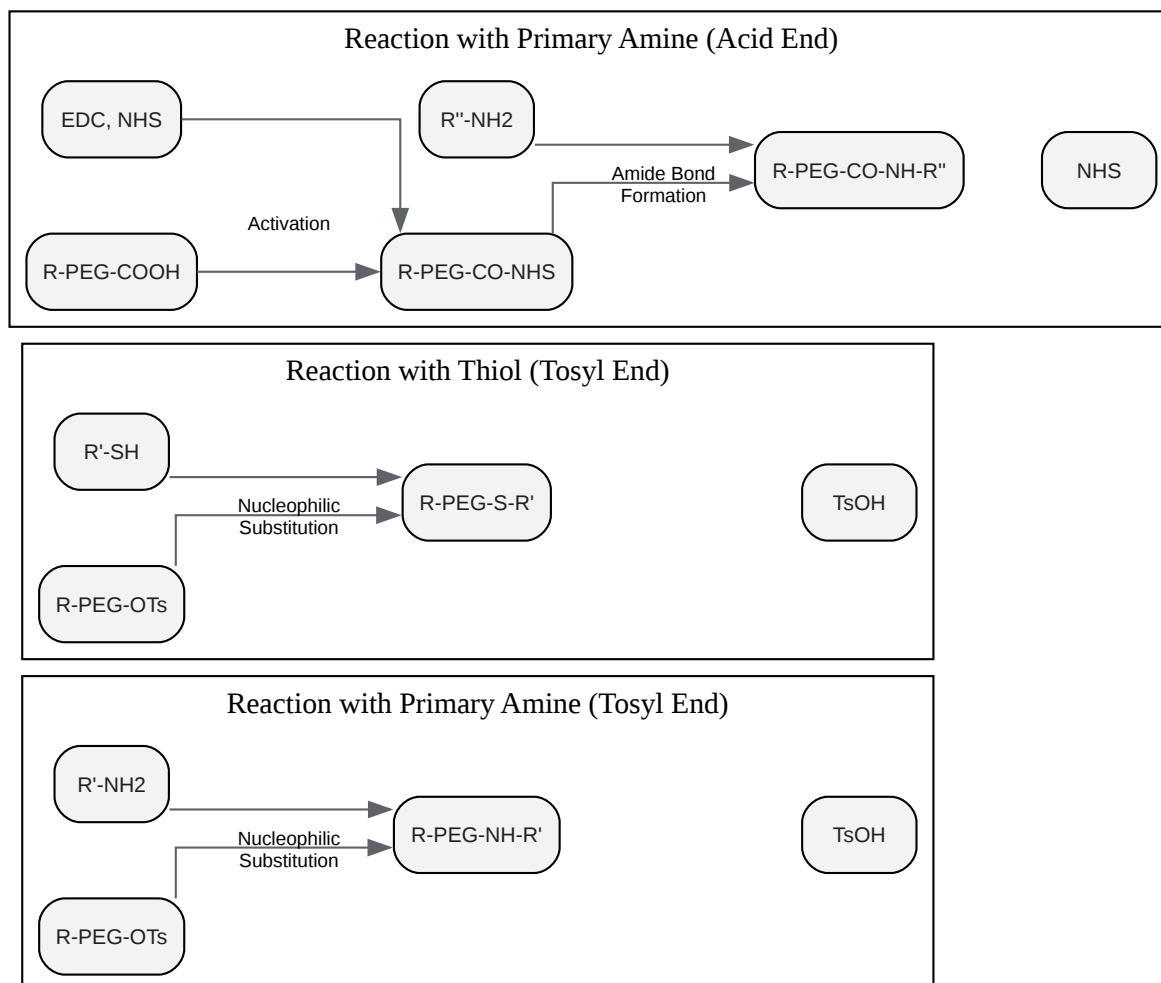 Reaction with Primary Amine (Acid End)
EDC, NHS
R''-NH2
Amide Bond
Formation
R-PEG-CO-NH-R''
NHS
Activation
R-PEG-COOH
R-PEG-CO-NHS
Reaction with Thiol (Tosyl End)
R'-SH
Nucleophilic
Substitution
R-PEG-S-R'
TsOH
R-PEG-OTs
Reaction with Primary Amine (Tosyl End)
R'-NH2
Nucleophilic
Substitution
R-PEG-NH-R'
TsOH
R-PEG-OTs